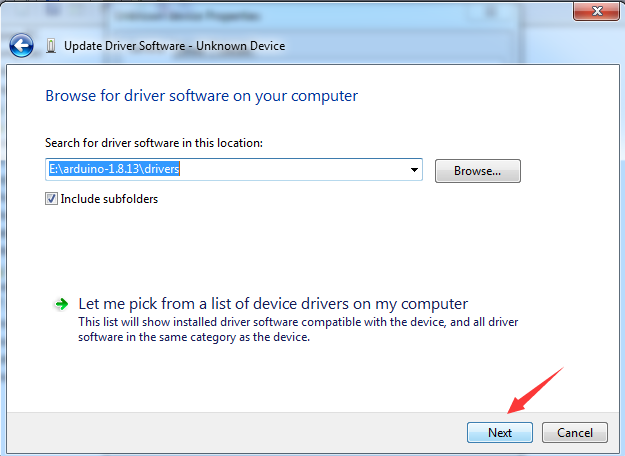 Unknown Device Properties
Update Driver Software - Unknown Device
Browse for driver software on your computer
Search for driver software in this location:
E:\arduino-1.8.13\drivers
Browse...
Include subfolders
Let me pick from a list of device drivers on my computer
This list will show installed driver software compatible with the device, and all driver
software in the same category as the device.
Next
Cancel